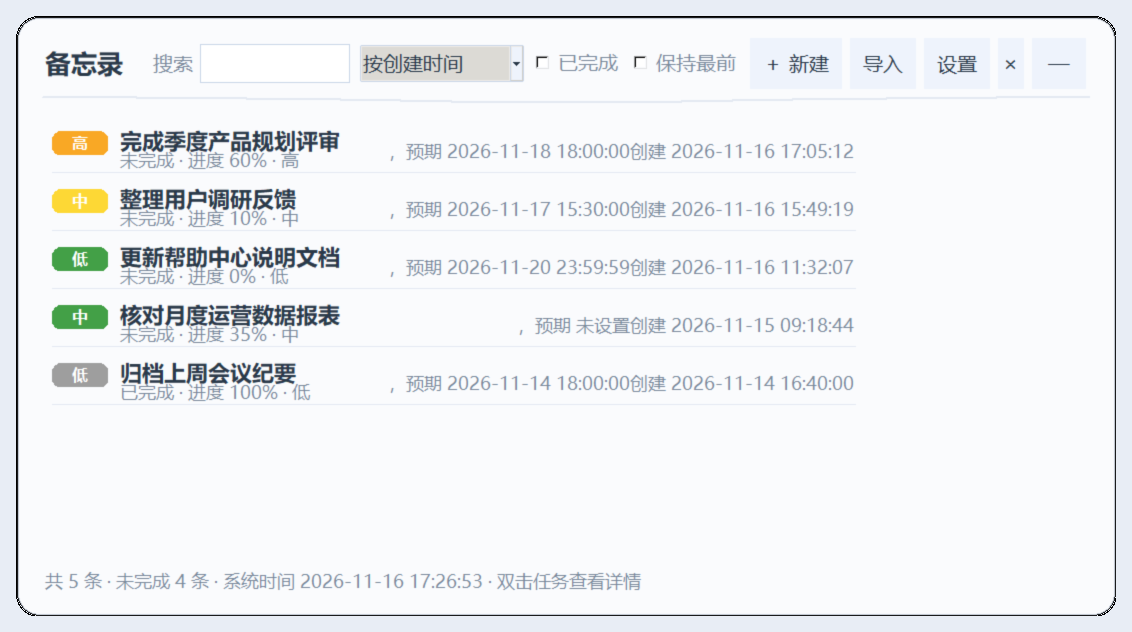 备忘录 搜索 按创建时间 已完成 保持最前 + 新建 导入 设置 × —
高 完成季度产品规划评审
未完成 · 进度 60% · 高 , 预期 2026-11-18 18:00:00创建 2026-11-16 17:05:12
中 整理用户调研反馈
未完成 · 进度 10% · 中 , 预期 2026-11-17 15:30:00创建 2026-11-16 15:49:19
低 更新帮助中心说明文档
未完成 · 进度 0% · 低 , 预期 2026-11-20 23:59:59创建 2026-11-16 11:32:07
中 核对月度运营数据报表
未完成 · 进度 35% · 中 , 预期 未设置创建 2026-11-15 09:18:44
低 归档上周会议纪要
已完成 · 进度 100% · 低 , 预期 2026-11-14 18:00:00创建 2026-11-14 16:40:00
共 5 条 · 未完成 4 条 · 系统时间 2026-11-16 17:26:53 · 双击任务查看详情